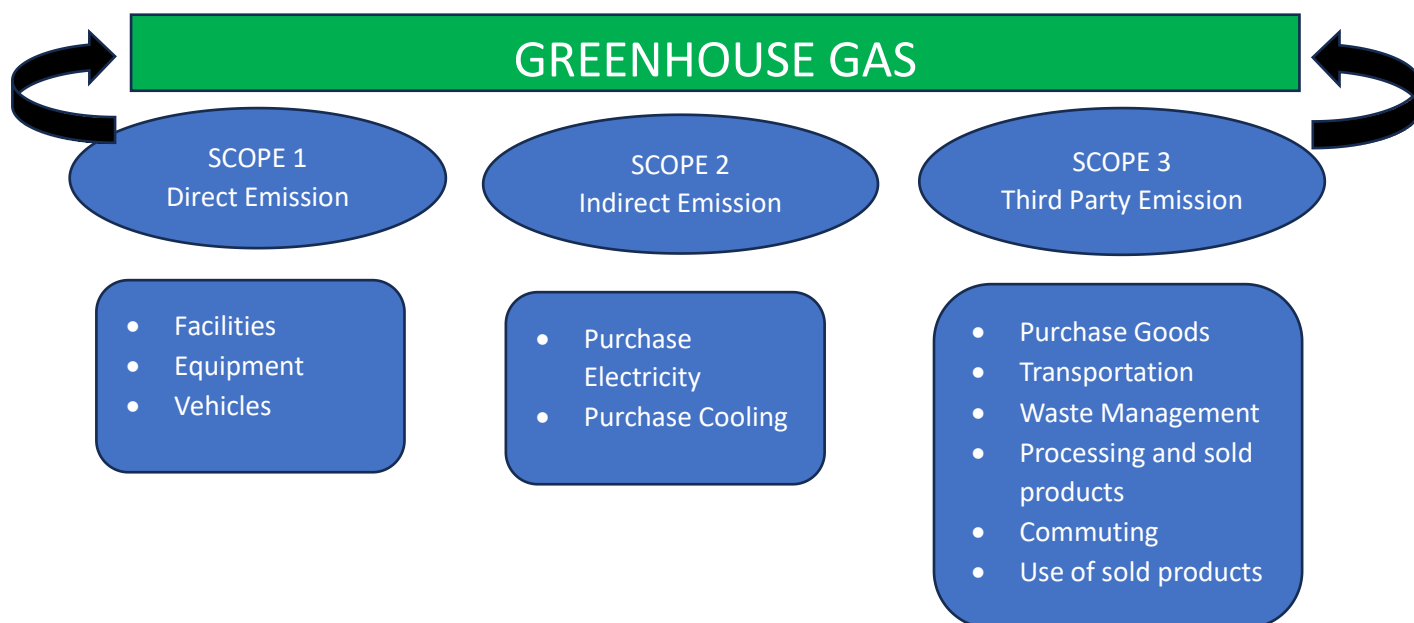 GREENHOUSE GAS
SCOPE 1
Direct Emission
SCOPE 2
Indirect Emission
SCOPE 3
Third Party Emission
• Facilities
• Equipment
• Vehicles
• Purchase
Electricity
• Purchase Cooling
• Purchase Goods
• Transportation
• Waste Management
• Processing and sold
products
• Commuting
• Use of sold products